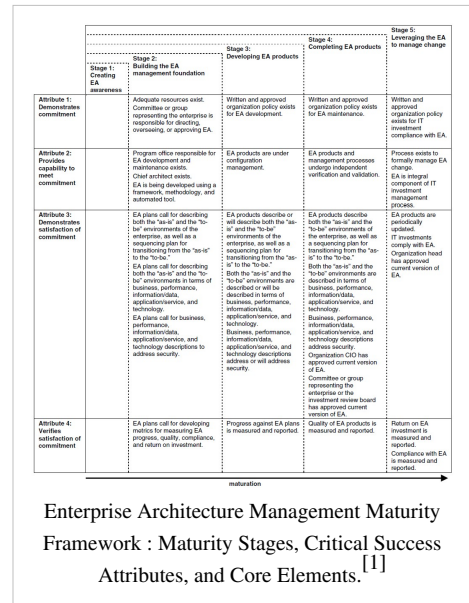 Stage 1:
Creating
EA
awareness
Stage 2:
Building the EA
management foundation
Stage 3:
Developing EA products
Stage 4:
Completing EA products
Stage 5:
Leveraging the EA
to manage change
Attribute 1:
Demonstrates
commitment
Adequate resources exist.
Committee or group
representing the enterprise is
responsible for directing,
overseeing, or approving EA.
Written and approved
organization policy exists
for EA development.
Written and approved
organization policy exists
for EA maintenance.
Written and
approved
organization policy
exists for IT
investment
compliance with EA.
Attribute 2:
Provides
capability to
meet
commitment
Program office responsible for
EA development and
maintenance exists.
Chief architect exists.
EA is being developed using a
framework, methodology, and
automated tool.
EA products are under
configuration
management.
EA products and
management processes
undergo independent
verification and validation.
Process exists to
formally manage EA
change.
EA is integral
component of IT
investment
management
process.
Attribute 3:
Demonstrates
satisfaction of
commitment
EA plans call for describing
both the “as-is” and the “to-
be” environments of the
enterprise, as well as a
sequencing plan for
transitioning from the “as-is”
to the “to-be.”
EA plans call for describing
both the “as-is” and the “to-
be” environments in terms of
business, performance,
information/data,
application/service, and
technology.
EA plans call for business,
performance,
information/data,
application/service, and
technology descriptions to
address security.
EA products describe or
will describe both the “as-
is” and the “to-be”
environments of the
enterprise, as well as a
sequencing plan for
transitioning from the “as-
is” to the “to-be.”
Both the “as-is” and the
“to-be” environments are
described or will be
described in terms of
business, performance,
information/data,
application/service, and
technology.
Business, performance,
information/data,
application/service, and
technology descriptions
address or will address
security.
EA products describe
both the “as-is” and the
“to-be” environments of
the enterprise, as well as
a sequencing plan for
transitioning from the “as-
is” to the “to-be.”
Both the “as-is” and the
“to-be” environments are
described in terms of
business, performance,
information/data,
application/service, and
technology.
Business, performance,
information/data,
application/service, and
technology descriptions
address security.
Organization CIO has
approved current version
of EA.
Committee or group
representing the
enterprise or the
investment review board
has approved current
version of EA.
EA products are
periodically
updated.
IT investments
comply with EA.
Organization head
has approved
current version of
EA.
Attribute 4:
Verifies
satisfaction of
commitment
EA plans call for developing
metrics for measuring EA
progress, quality, compliance,
and return on investment.
Progress against EA plans
is measured and reported.
Quality of EA products is
measured and reported.
Return on EA
investment is
measured and
reported.
Compliance with EA
is measured and
reported.
maturation
Enterprise Architecture Management Maturity
Framework : Maturity Stages, Critical Success
Attributes, and Core Elements.[1]